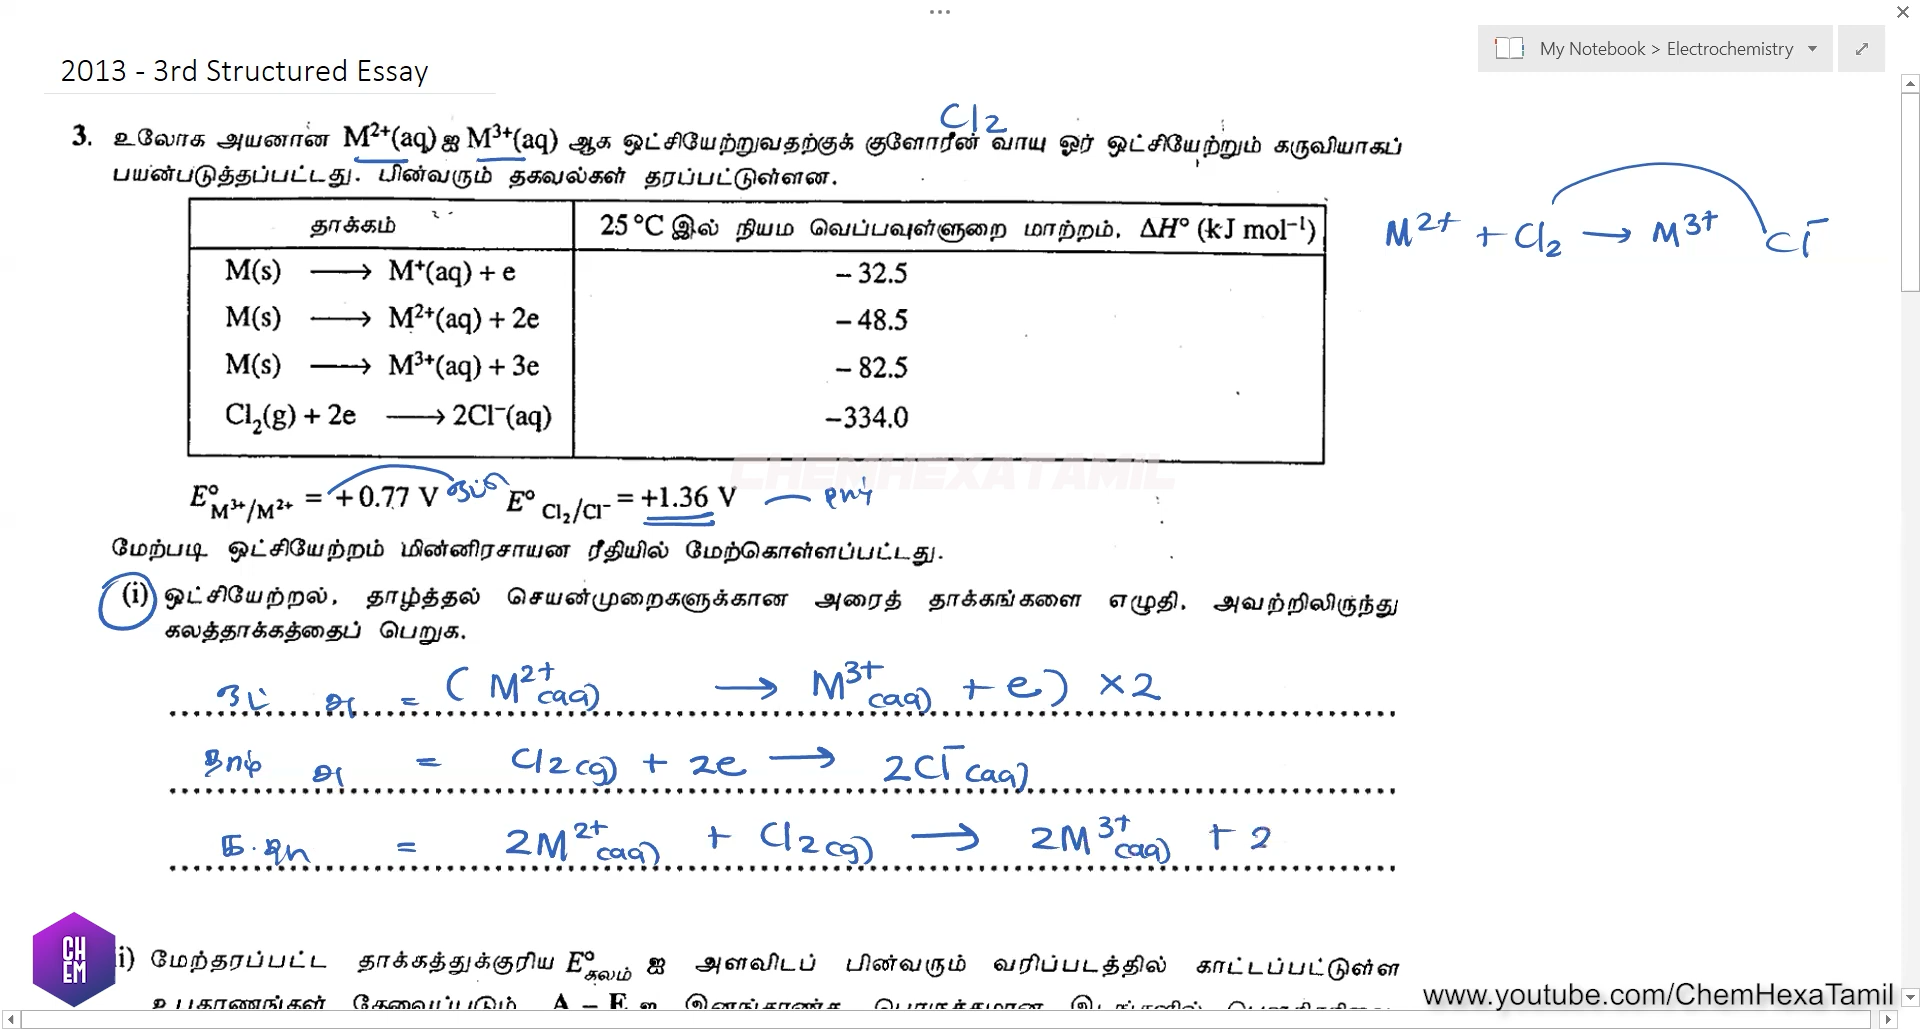 My Notebook > Electrochemistry
2013 - 3rd Structured Essay
Cl2
3. உலோக அயனான M²⁺(aq) ஐ M³⁺(aq) ஆக ஒட்சியேற்றுவதற்குக் குளோரீன் வாயு ஓர் ஒட்சியேற்றும் கருவியாகப்
பயன்படுத்தப்பட்டது. பின்வரும் தகவல்கள் தரப்பட்டுள்ளன.
தாக்கம் 25 °C இல் நியம வெப்பவுள்ளுறை மாற்றம், ΔH° (kJ mol⁻¹)
M²⁺ + Cl₂ → M³⁺ Cl⁻
M(s) ⟶ M⁺(aq) + e – 32.5
M(s) ⟶ M²⁺(aq) + 2e – 48.5
M(s) ⟶ M³⁺(aq) + 3e – 82.5
Cl₂(g) + 2e ⟶ 2Cl⁻(aq) –334.0
CHEMHEXATAMIL
E° M³⁺/M²⁺ = +0.77 V E° Cl₂/Cl⁻ = +1.36 V
மேற்படி ஒட்சியேற்றம் மின்னிரசாயன ரீதியில் மேற்கொள்ளப்பட்டது.
(i) ஒட்சியேற்றல், தாழ்த்தல் செயன்முறைகளுக்கான அரைத் தாக்கங்களை எழுதி, அவற்றிலிருந்து
கலத்தாக்கத்தைப் பெறுக.
ஒட் அ = ( M²⁺(aq) → M³⁺(aq) + e ) × 2
தாழ் அ = Cl₂(g) + 2e → 2Cl⁻(aq)
= 2M²⁺(aq) + Cl₂(g) → 2M³⁺(aq) + 2
CH
EM
i) மேற்தரப்பட்ட தாக்கத்துக்குரிய E°கலம் ஐ அளவிடப் பின்வரும் வரிப்படத்தில் காட்டப்பட்டுள்ள
உபகரணங்கள் தேவைப்படும். A – E ஐ இனங்காண்க
www.youtube.com/ChemHexaTamil